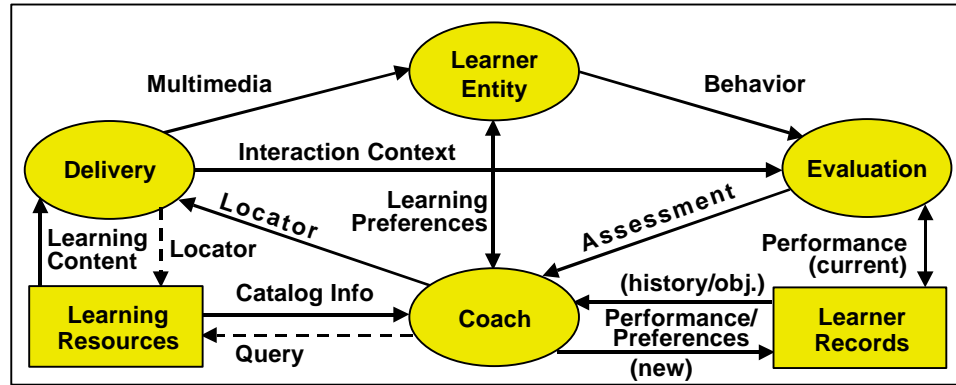 Learner
Entity
Multimedia
Behavior
Delivery
Interaction Context
Evaluation
Learning
Preferences
Locator
Assessment
Learning
Content
Locator
Performance
(current)
Learning
Resources
Catalog Info
Query
Coach
(history/obj.)
Performance/
Preferences
(new)
Learner
Records